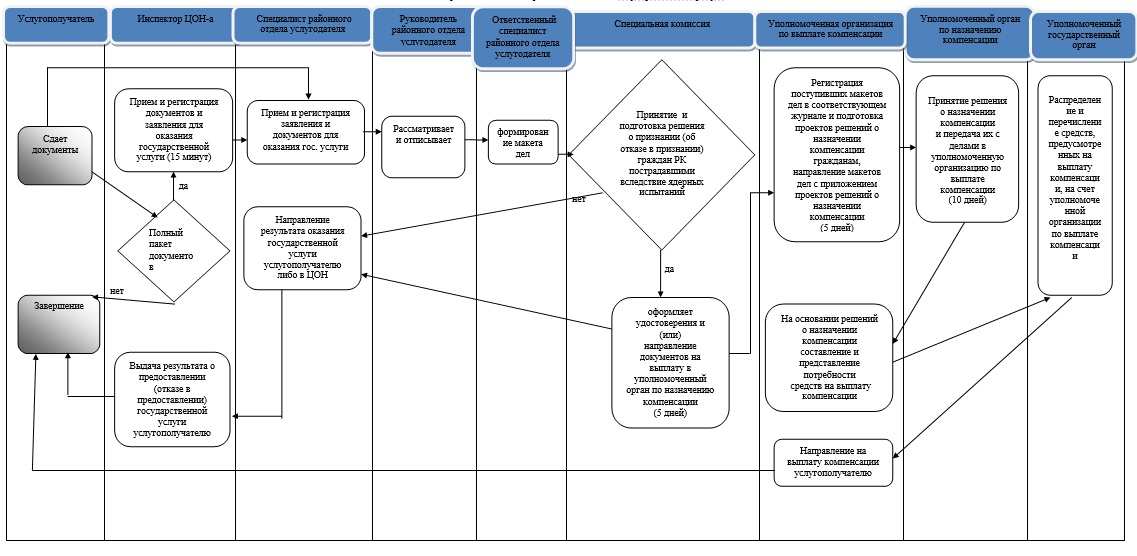 Услугополучатель
Инспектор ЦОН-а
Специалист районного
отдела услугодателя
Руководитель
районного отдела
услугодателя
Ответственный
специалист
районного отдела
услугодателя
Специальная комиссия
Уполномоченная организация
по выплате компенсации
Уполномоченный орган
по назначению
компенсации
Уполномоченный
государственный
орган
Сдает
документы
Прием и регистрация
документов и
заявления для
оказания
государственной
услуги (15 минут)
да
Полный
пакет
документо
в
нет
Завершение
Выдача результата о
предоставлении
(отказе в
предоставлении)
государственной
услуги
услугополучателю
Прием и регистрация
заявления и
документов для
оказания гос. услуги
Направление
результата оказания
государственной
услуги
услугополучателю
либо в ЦОН
Рассматривает
и отписывает
формирован
ие макета
дел
Принятие и
подготовка решения
о признании (об
отказе в признании)
граждан РК
пострадавшими
вследствие ядерных
испытаний
нет
да
оформляет
удостоверения и
(или)
направление
документов на
выплату в
уполномоченный
орган по назначению
компенсации
(5 дней)
Регистрация
поступивших макетов
дел в соответствующем
журнале и подготовка
проектов решений о
назначении
компенсации
гражданам,
направление макетов
дел с приложением
проектов решений о
назначении
компенсации
(5 дней)
На основании решений
о назначении
компенсации
составление и
представление
потребности
средств на выплату
компенсации
Направление на
выплату компенсации
услугополучателю
Принятие решения
о назначении
компенсации и
передача их с
делами в
уполномоченную
организацию по
выплате
компенсации
(10 дней)
Распределен
ие и
перечислени
е средств,
предусмотре
нных на
выплату
компенсаци
и, на счет
уполномоче
нной
организации
по выплате
компенсаци
и